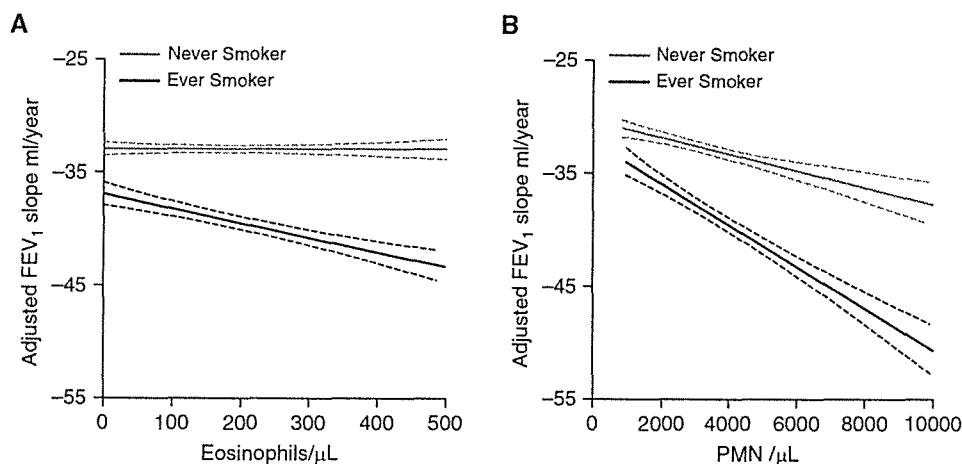 A
Never Smoker
Ever Smoker
Adjusted FEV1 slope ml/year
−25
−35
−45
−55
0 100 200 300 400 500
Eosinophils/μL
B
Never Smoker
Ever Smoker
Adjusted FEV1 slope ml/year
−25
−35
−45
−55
0 2000 4000 6000 8000 10000
PMN /μL